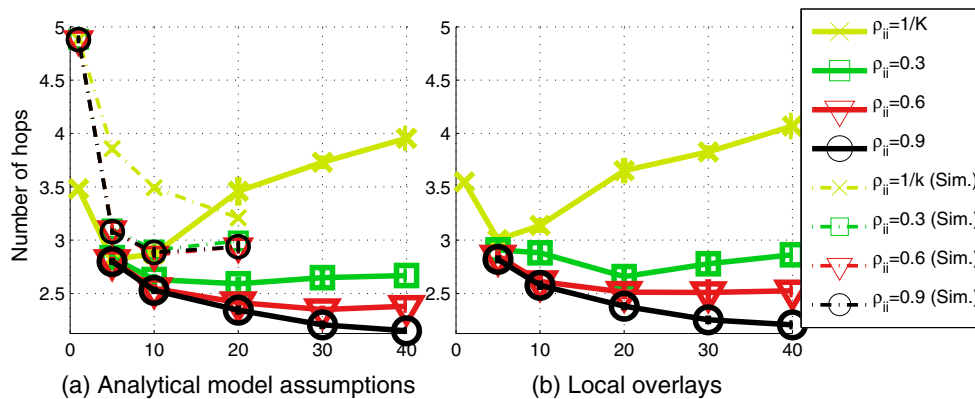 5
4.5
4
3.5
3
2.5
Number of hops
0 10 20 30 40
(a) Analytical model assumptions
5
4.5
4
3.5
3
2.5
0 10 20 30 40
(b) Local overlays
ρii=1/K
ρii=0.3
ρii=0.6
ρii=0.9
ρii=1/k (Sim.)
ρii=0.3 (Sim.)
ρii=0.6 (Sim.)
ρii=0.9 (Sim.)